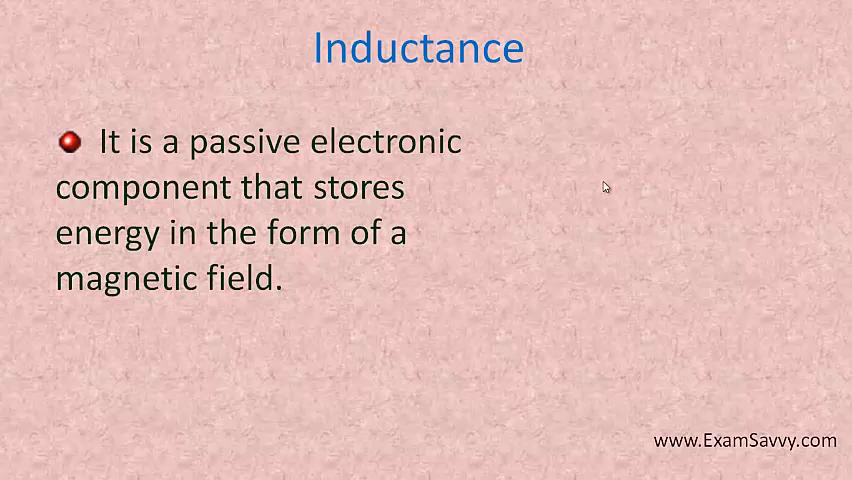 Inductance
It is a passive electronic
component that stores
energy in the form of a
magnetic field.
www.ExamSavvy.com